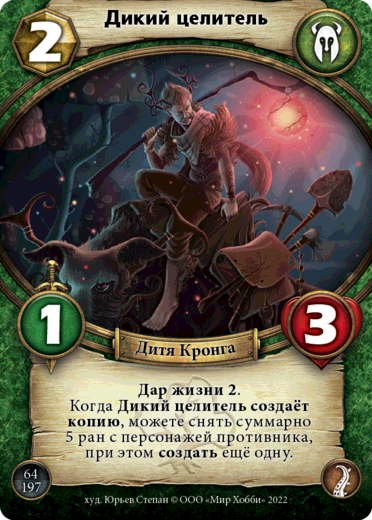 Дикий целитель
2
1
3
Дитя Кронга
Дар жизни 2.
Когда Дикий целитель создаёт
копию, можете снять суммарно
5 ран с персонажей противника,
при этом создать ещё одну.
64
197
худ. Юрьев Степан © ООО «Мир Хобби» 2022